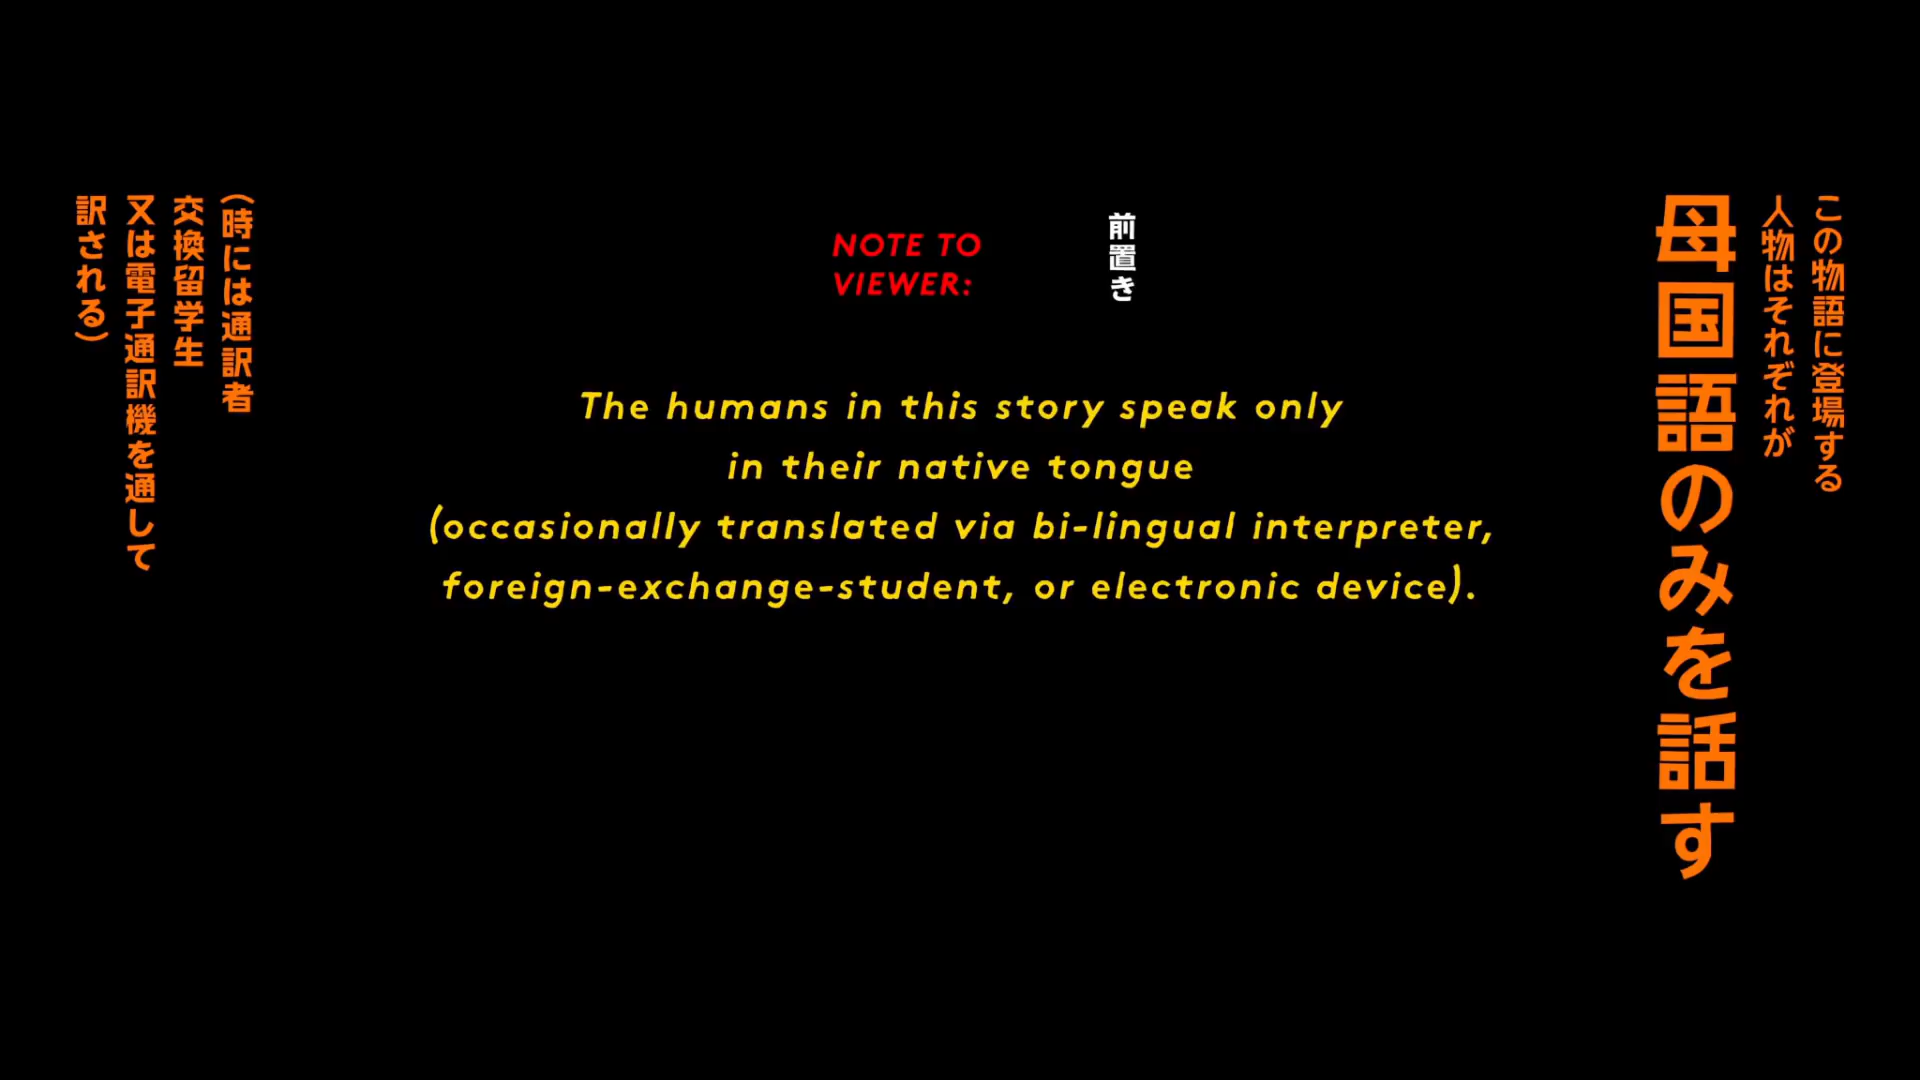 NOTE TO
VIEWER:
前置き
The humans in this story speak only
in their native tongue
(occasionally translated via bi-lingual interpreter,
foreign-exchange-student, or electronic device).
この物語に登場する
人物はそれぞれが
母国語のみを話す
(時には通訳者
交換留学生
又は電子通訳機を通して
訳される)